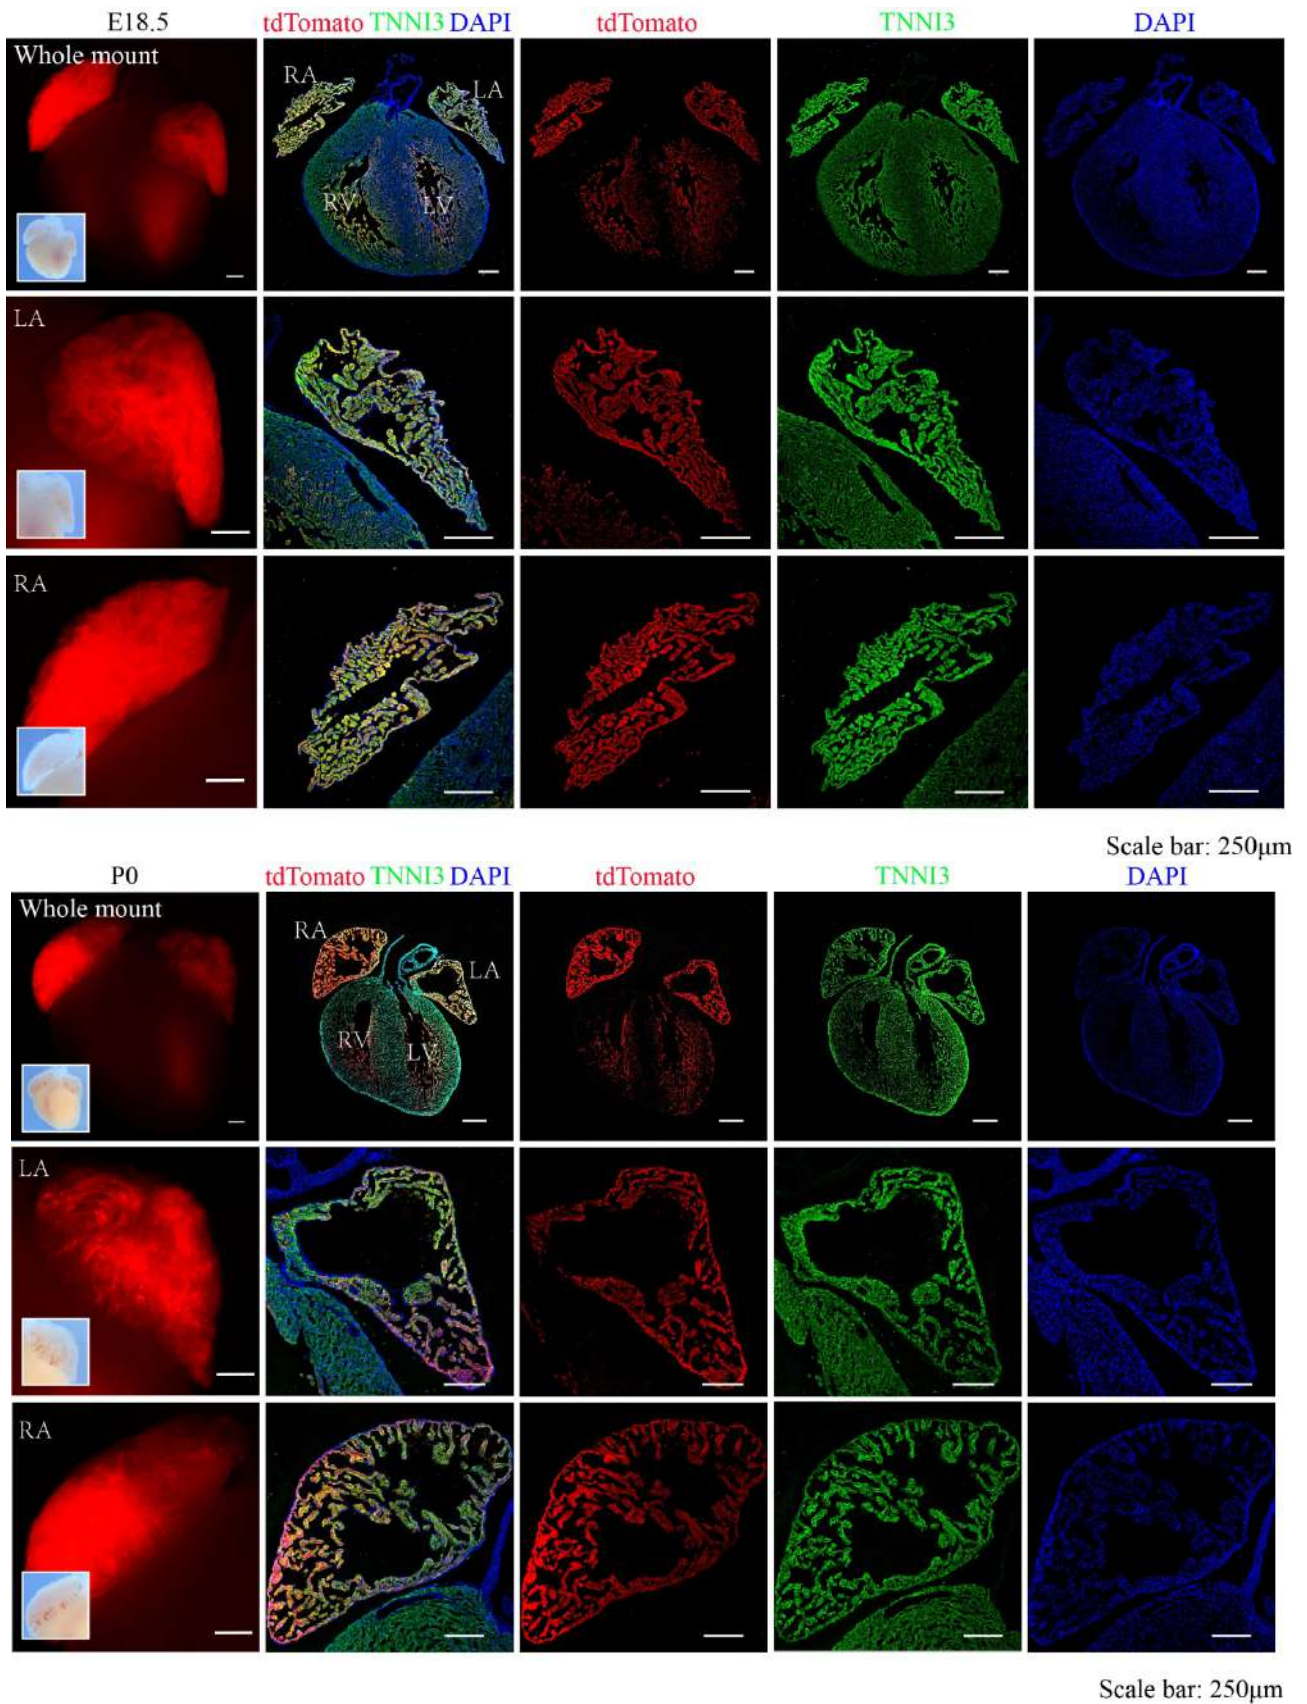 E18.5 tdTomato TNNI3 DAPI tdTomato TNNI3 DAPI
Whole mount
RA
LA
RV
LV
LA
RA
Scale bar: 250μm
P0 tdTomato TNNI3 DAPI tdTomato TNNI3 DAPI
Whole mount
RA
LA
RV
LV
LA
RA
Scale bar: 250μm